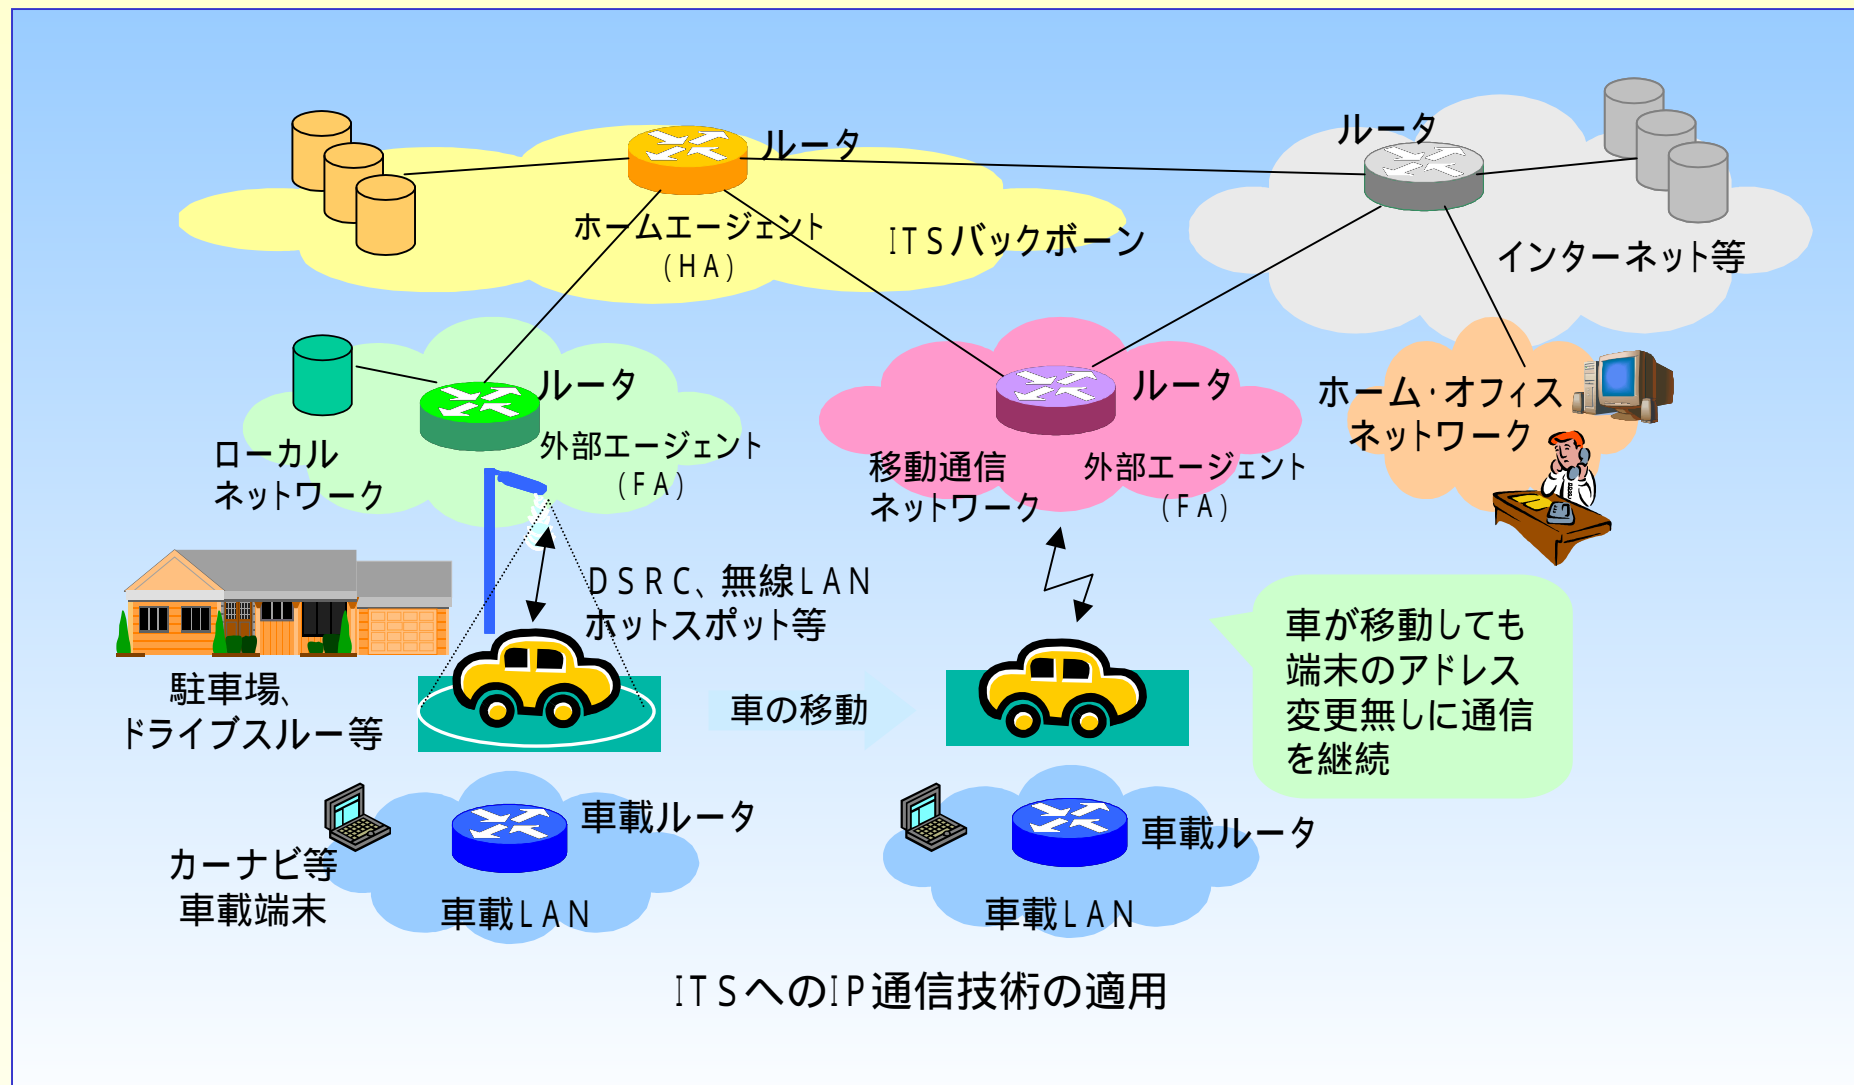 ルータ
ルータ
ホームエージェント
(HA)
ITSバックボーン
インターネット等
ルータ
外部エージェント
(FA)
ローカル
ネットワーク
ルータ
移動通信
ネットワーク
外部エージェント
(FA)
ホーム・オフィス
ネットワーク
DSRC、無線LAN
ホットスポット等
駐車場、
ドライブスルー等
車の移動
車が移動しても
端末のアドレス
変更無しに通信
を継続
車載ルータ
カーナビ等
車載端末
車載LAN
車載ルータ
車載LAN
ITSへのIP通信技術の適用